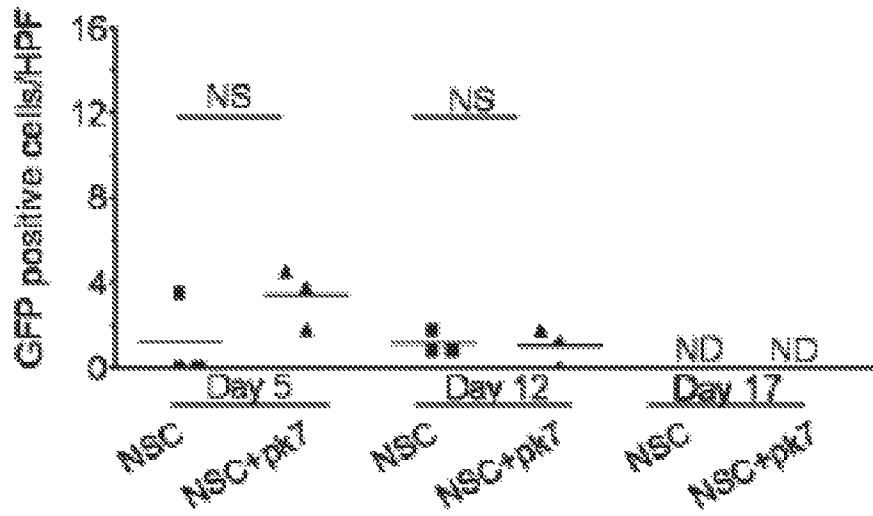 GFP positive cells/HPF
16
12
8
4
0
NS
NS
ND
ND
Day 5
Day 12
Day 17
NSC
NSC+pk7
NSC
NSC+pk7
NSC
NSC+pk7